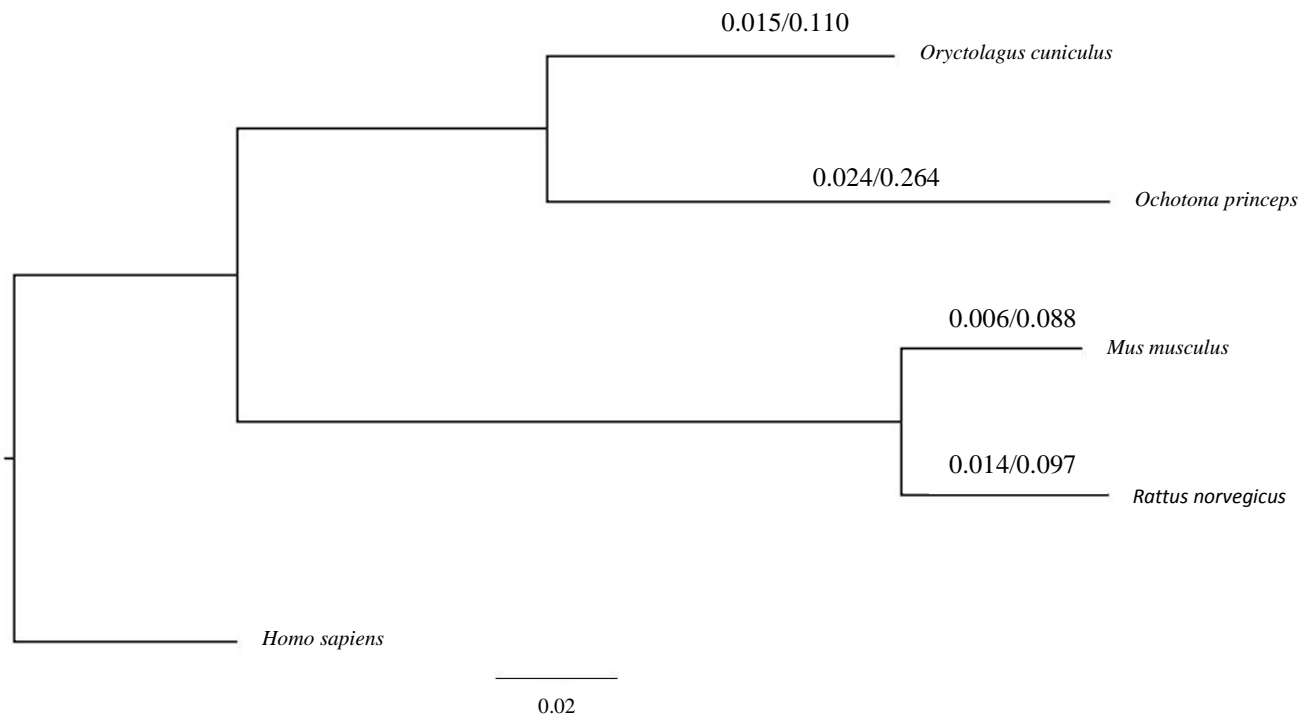 0.015/0.110
Oryctolagus cuniculus
0.024/0.264
Ochotona princeps
0.006/0.088
Mus musculus
0.014/0.097
Rattus norvegicus
Homo sapiens
0.02